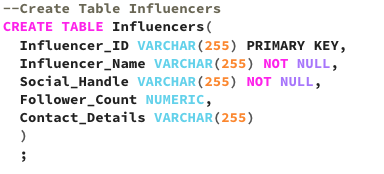 --Create Table Influencers
CREATE TABLE Influencers(
  Influencer_ID VARCHAR(255) PRIMARY KEY,
  Influencer_Name VARCHAR(255) NOT NULL,
  Social_Handle VARCHAR(255) NOT NULL,
  Follower_Count NUMERIC,
  Contact_Details VARCHAR(255)
  )
  ;